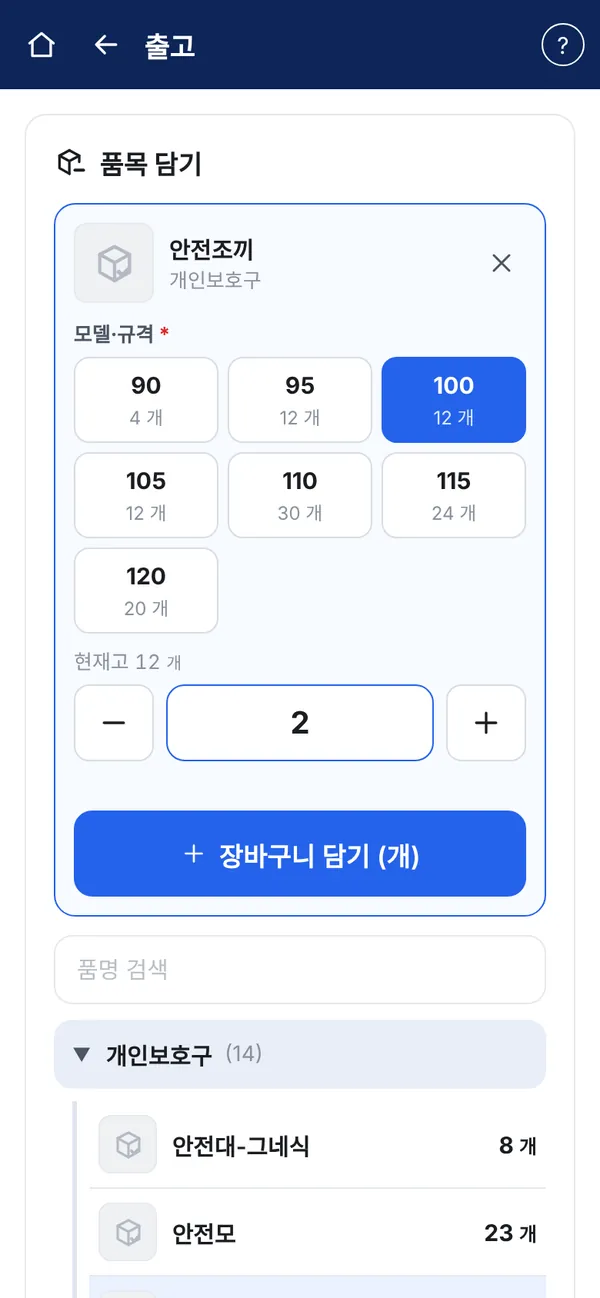 출고
?
품목 담기
안전조끼
개인보호구
모델·규격 *
90 95 100
4 개 12 개 12 개
105 110 115
12 개 30 개 24 개
120
20 개
현재고 12 개
− 2 +
+ 장바구니 담기 (개)
품명 검색
▼ 개인보호구 (14)
안전대-그네식 8 개
안전모 23 개